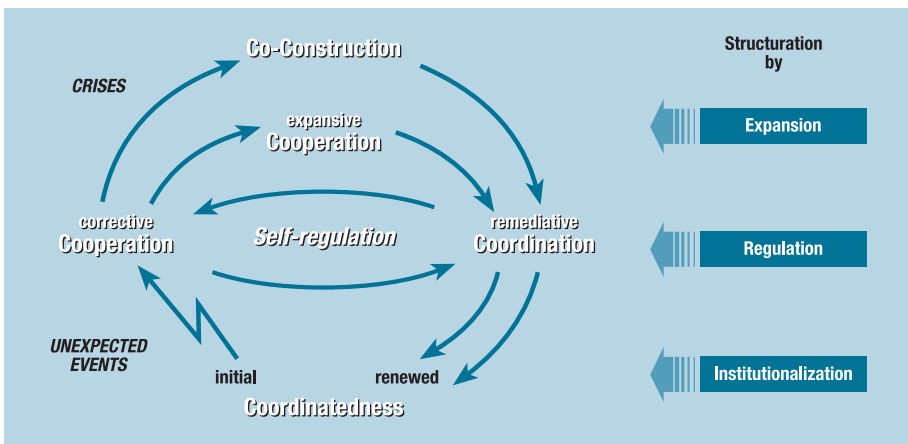 Co-Construction
Structuration
by
CRISES
expansive
Cooperation
Expansion
corrective
Cooperation
Self-regulation
remediative
Coordination
Regulation
UNEXPECTED
EVENTS
initial
renewed
Coordinatedness
Institutionalization